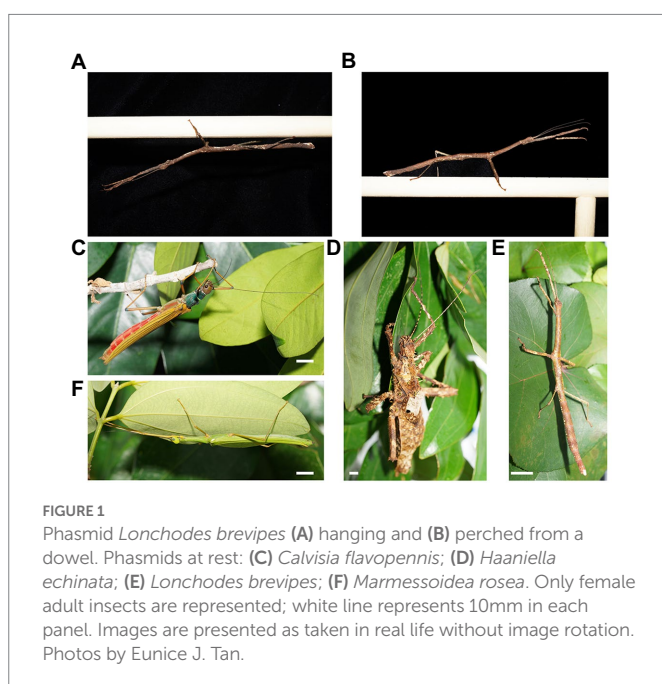 A
B
C
D
E
F
FIGURE 1
Phasmid Lonchodes brevipes (A) hanging and (B) perched from a
dowel. Phasmids at rest: (C) Calvisia flavopennis; (D) Haaniella
echinata; (E) Lonchodes brevipes; (F) Marmessoidea rosea. Only female
adult insects are represented; white line represents 10mm in each
panel. Images are presented as taken in real life without image rotation.
Photos by Eunice J. Tan.